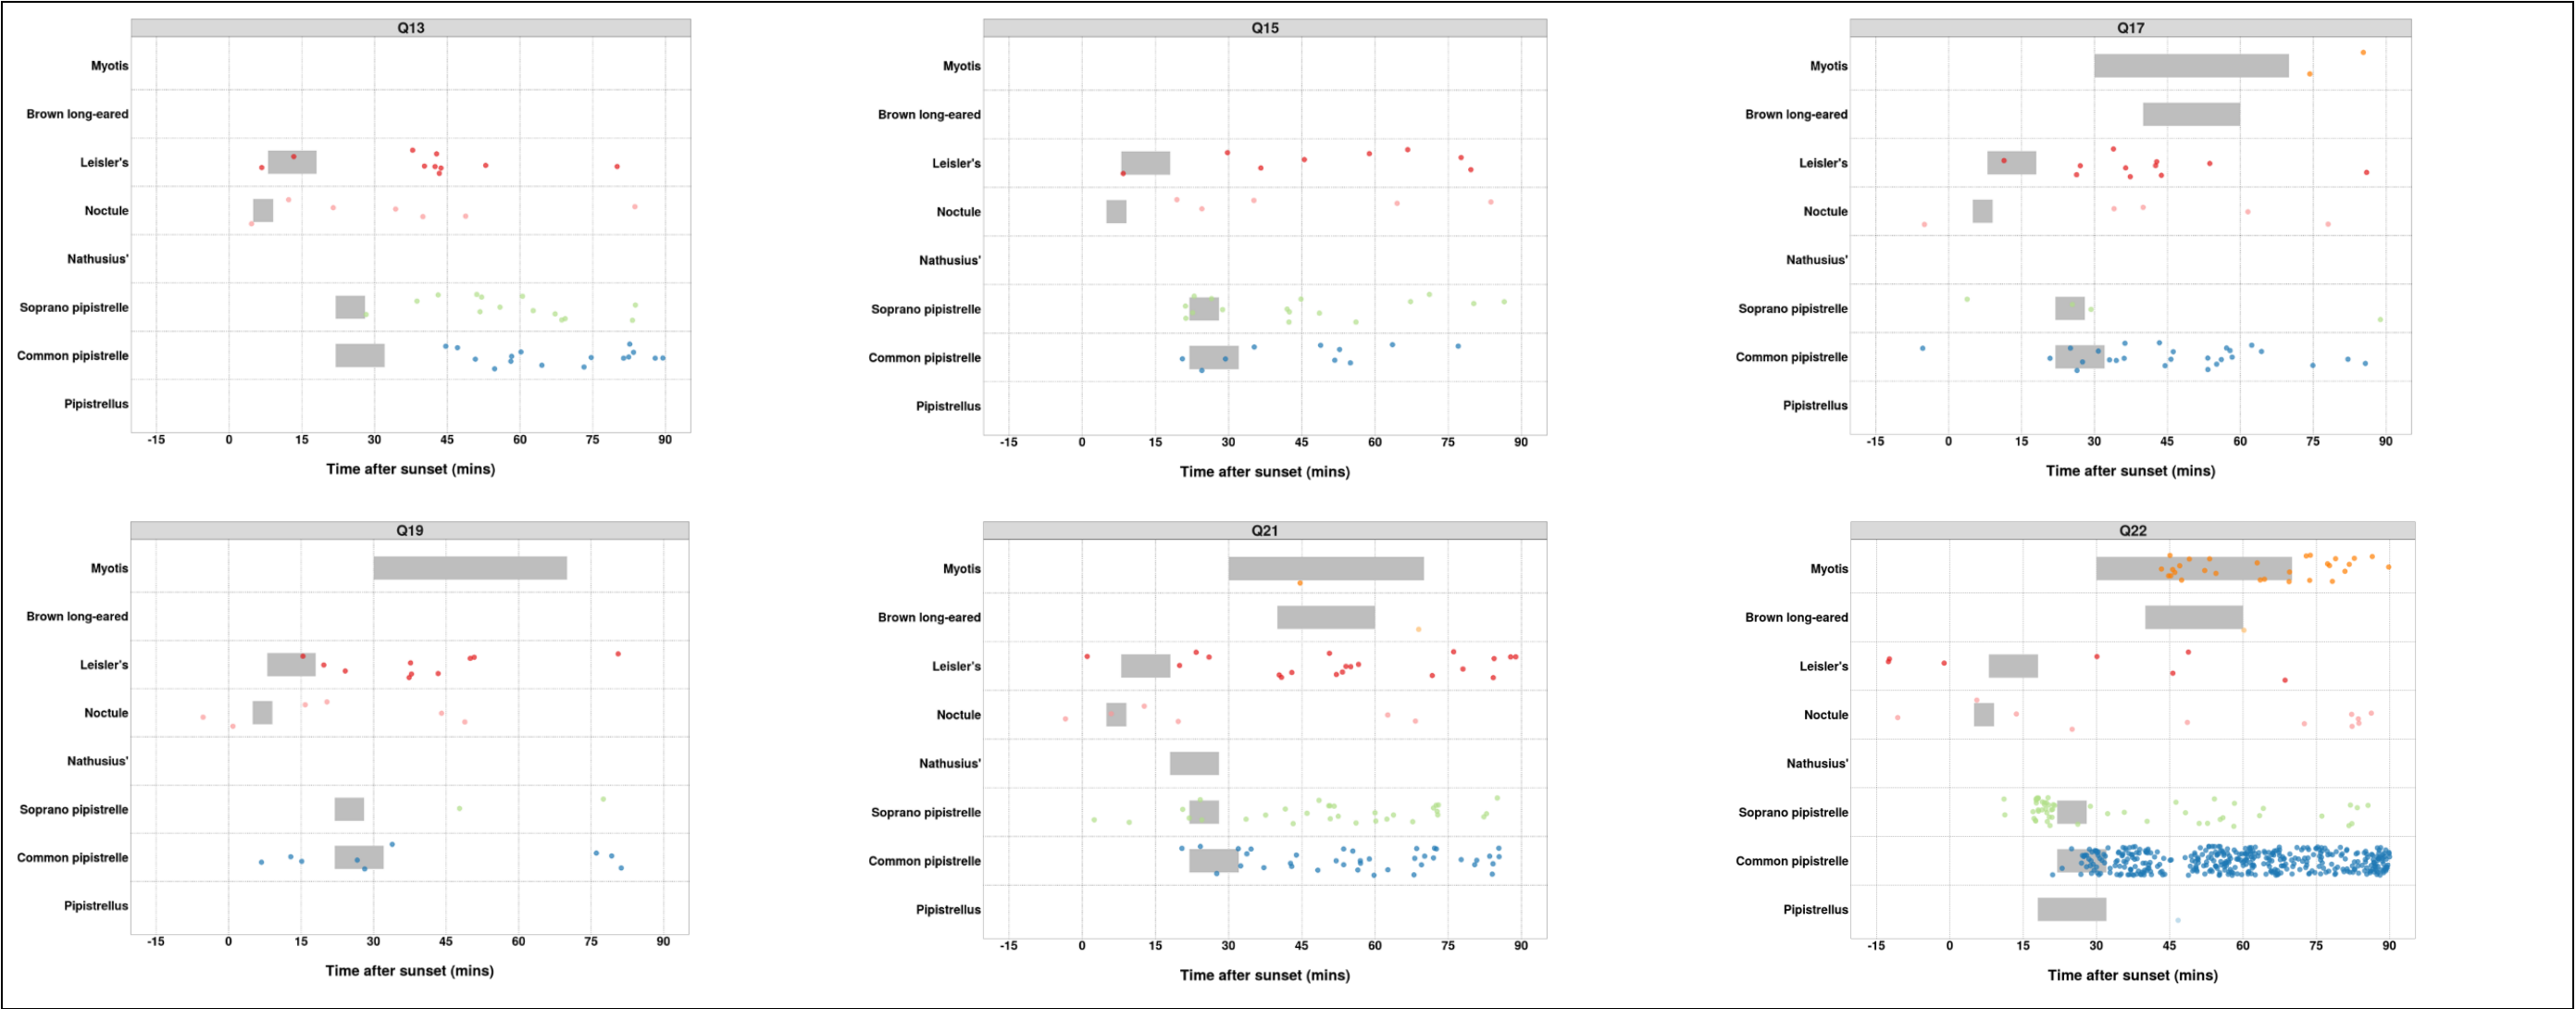 Q13
Myotis
Brown long-eared
Leisler's
Noctule
Nathusius'
Soprano pipistrelle
Common pipistrelle
Pipistrellus
-15 0 15 30 45 60 75 90
Time after sunset (mins)
Q15
Myotis
Brown long-eared
Leisler's
Noctule
Nathusius'
Soprano pipistrelle
Common pipistrelle
Pipistrellus
-15 0 15 30 45 60 75 90
Time after sunset (mins)
Q17
Myotis
Brown long-eared
Leisler's
Noctule
Nathusius'
Soprano pipistrelle
Common pipistrelle
Pipistrellus
-15 0 15 30 45 60 75 90
Time after sunset (mins)
Q19
Myotis
Brown long-eared
Leisler's
Noctule
Nathusius'
Soprano pipistrelle
Common pipistrelle
Pipistrellus
-15 0 15 30 45 60 75 90
Time after sunset (mins)
Q21
Myotis
Brown long-eared
Leisler's
Noctule
Nathusius'
Soprano pipistrelle
Common pipistrelle
Pipistrellus
-15 0 15 30 45 60 75 90
Time after sunset (mins)
Q22
Myotis
Brown long-eared
Leisler's
Noctule
Nathusius'
Soprano pipistrelle
Common pipistrelle
Pipistrellus
-15 0 15 30 45 60 75 90
Time after sunset (mins)